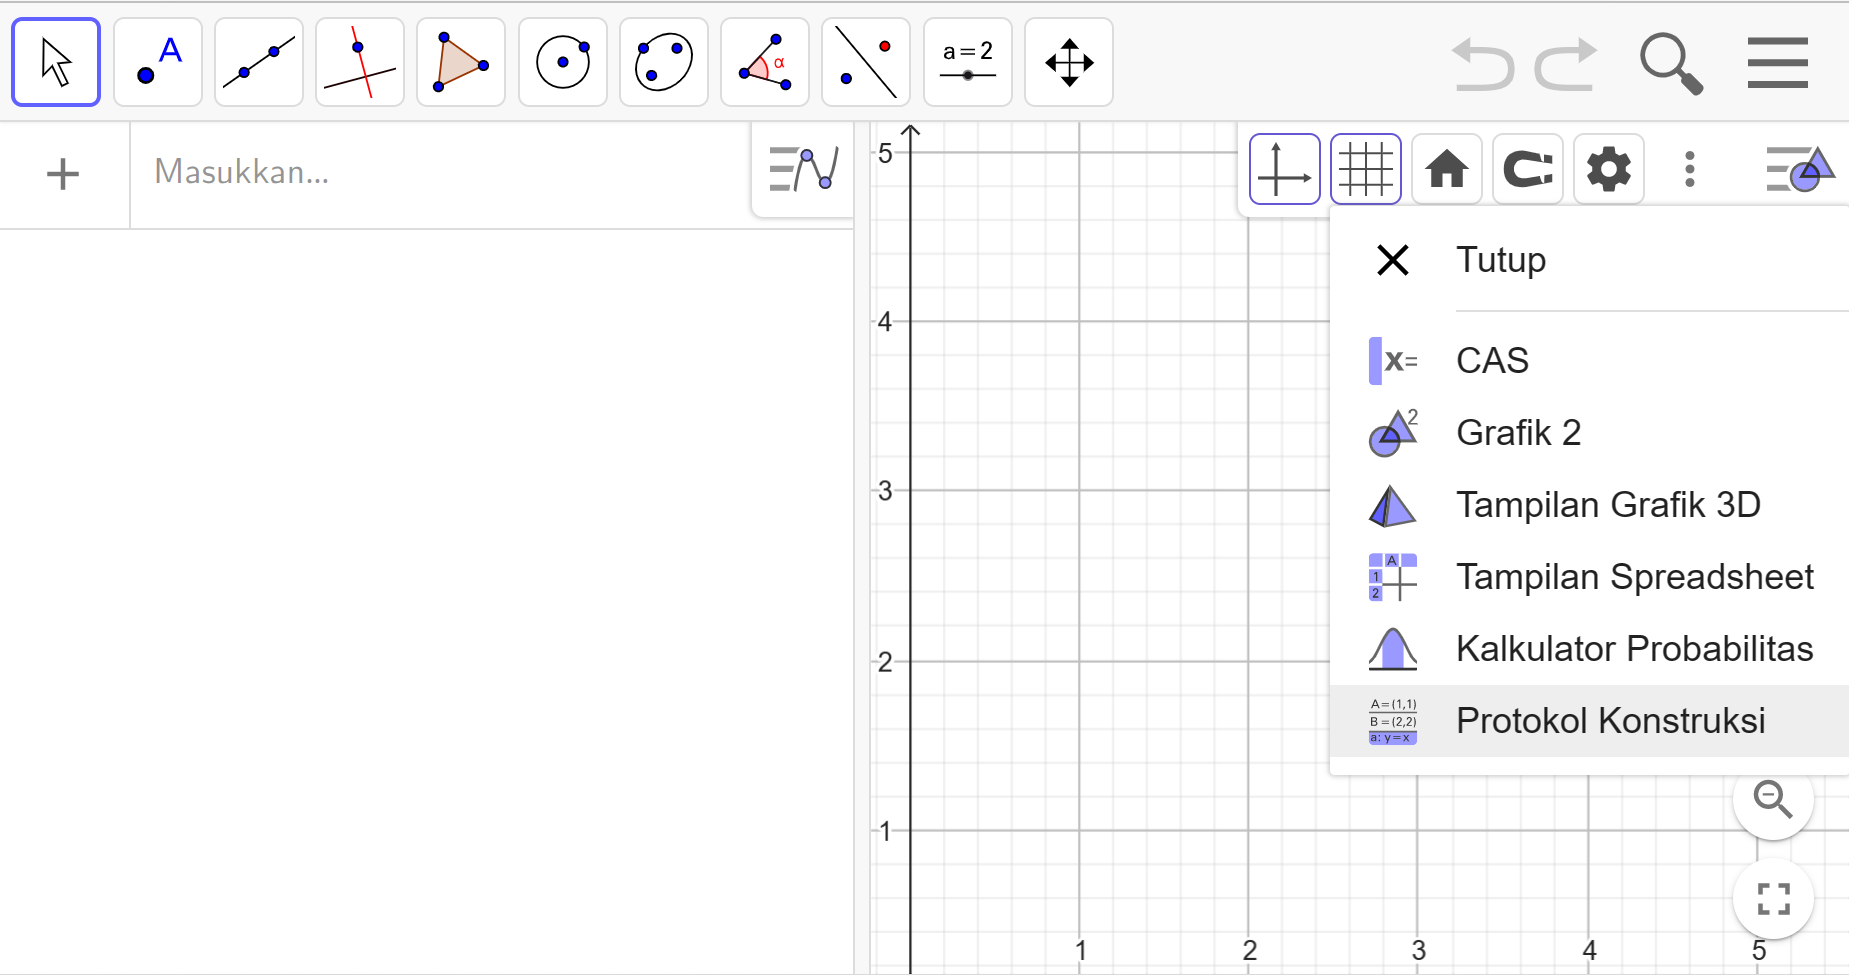 A
α
a = 2
Masukkan...
5
4
3
2
1
1
2
3
4
5
Tutup
x=
CAS
2
Grafik 2
Tampilan Grafik 3D
A
1
2
Tampilan Spreadsheet
Kalkulator Probabilitas
A=(1,1)
B=(2,2)
a: y=x
Protokol Konstruksi